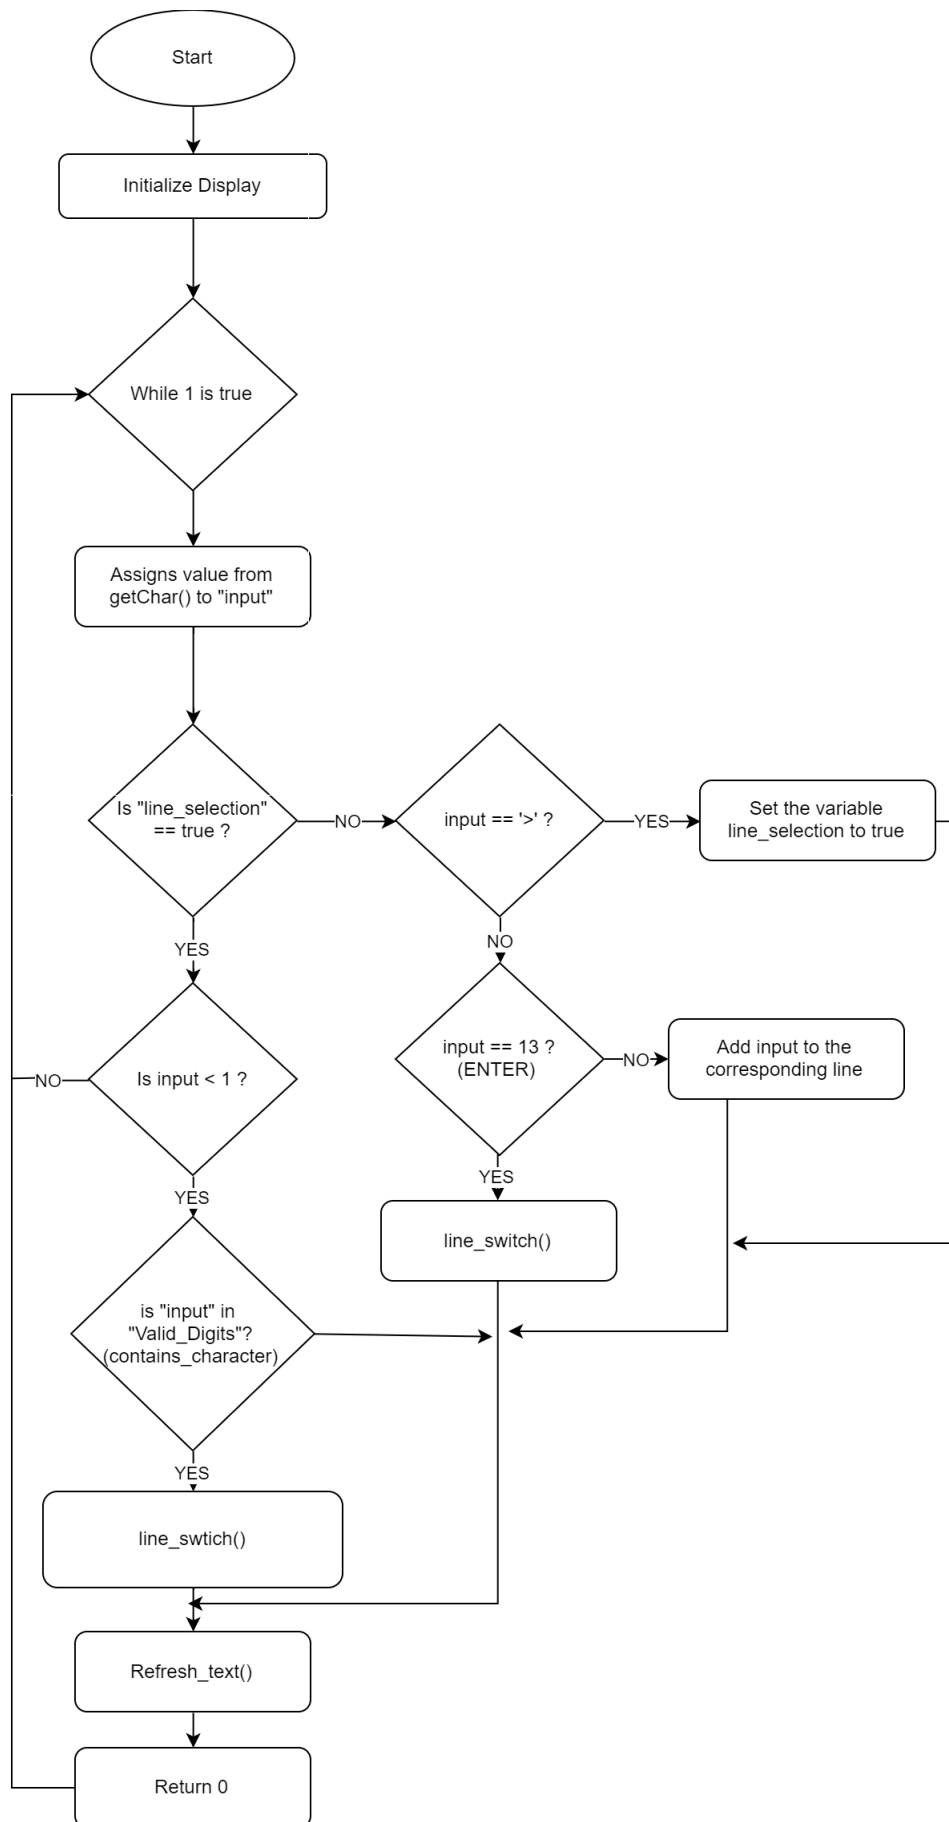 Start
Initialize Display
While 1 is true
Assigns value from
getChar() to "input"
Is "line_selection"
== true ?
NO
input == '>' ?
YES
Set the variable
line_selection to true
YES
NO
Is input < 1 ?
NO
input == 13 ?
(ENTER)
NO
Add input to the
corresponding line
YES
YES
line_switch()
is "input" in
"Valid_Digits"?
(contains_character)
YES
line_swtich()
Refresh_text()
Return 0